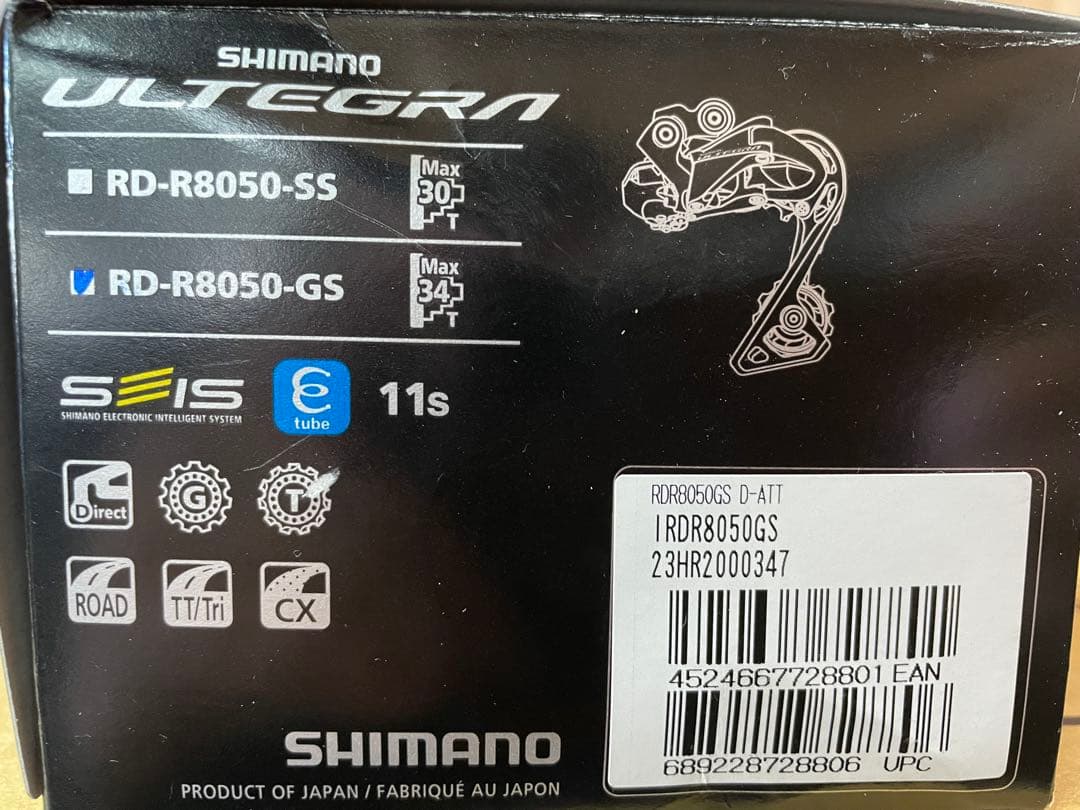 SHIMANO
ULTEGRA
RD-R8050-SS
Max
30
T
RD-R8050-GS
Max
34
T
SEIS
SHIMANO ELECTRONIC INTELLIGENT SYSTEM
e
tube
11s
Direct
G
T
ROAD
TT/Tri
CX
SHIMANO
PRODUCT OF JAPAN / FABRIQUÉ AU JAPON
ULTEGRA
RDR8050GS D-ATT
IRDR8050GS
23HR2000347
4524667728801 EAN
689228728806 UPC